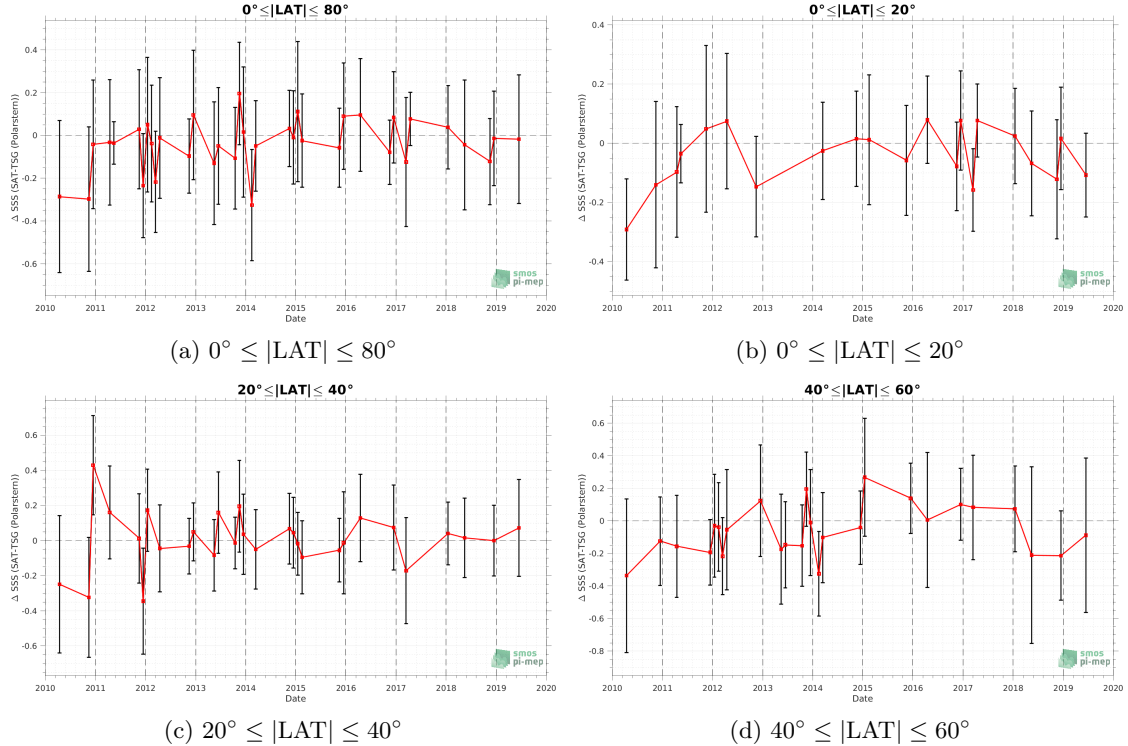 0°≤|LAT|≤ 80°
Δ SSS (SAT-TSG (Polarstern))
0.4
0.2
0
-0.2
-0.4
-0.6
2010 2011 2012 2013 2014 2015 2016 2017 2018 2019 2020
Date
smos
pi-mep
(a) 0° ≤ |LAT| ≤ 80°
0°≤|LAT|≤ 20°
Δ SSS (SAT-TSG (Polarstern))
0.4
0.2
0
-0.2
-0.4
2010 2011 2012 2013 2014 2015 2016 2017 2018 2019 2020
Date
smos
pi-mep
(b) 0° ≤ |LAT| ≤ 20°
20°≤|LAT|≤ 40°
Δ SSS (SAT-TSG (Polarstern))
0.6
0.4
0.2
0
-0.2
-0.4
-0.6
2010 2011 2012 2013 2014 2015 2016 2017 2018 2019 2020
Date
smos
pi-mep
(c) 20° ≤ |LAT| ≤ 40°
40°≤|LAT|≤ 60°
Δ SSS (SAT-TSG (Polarstern))
0.6
0.4
0.2
0
-0.2
-0.4
-0.6
-0.8
2010 2011 2012 2013 2014 2015 2016 2017 2018 2019 2020
Date
smos
pi-mep
(d) 40° ≤ |LAT| ≤ 60°